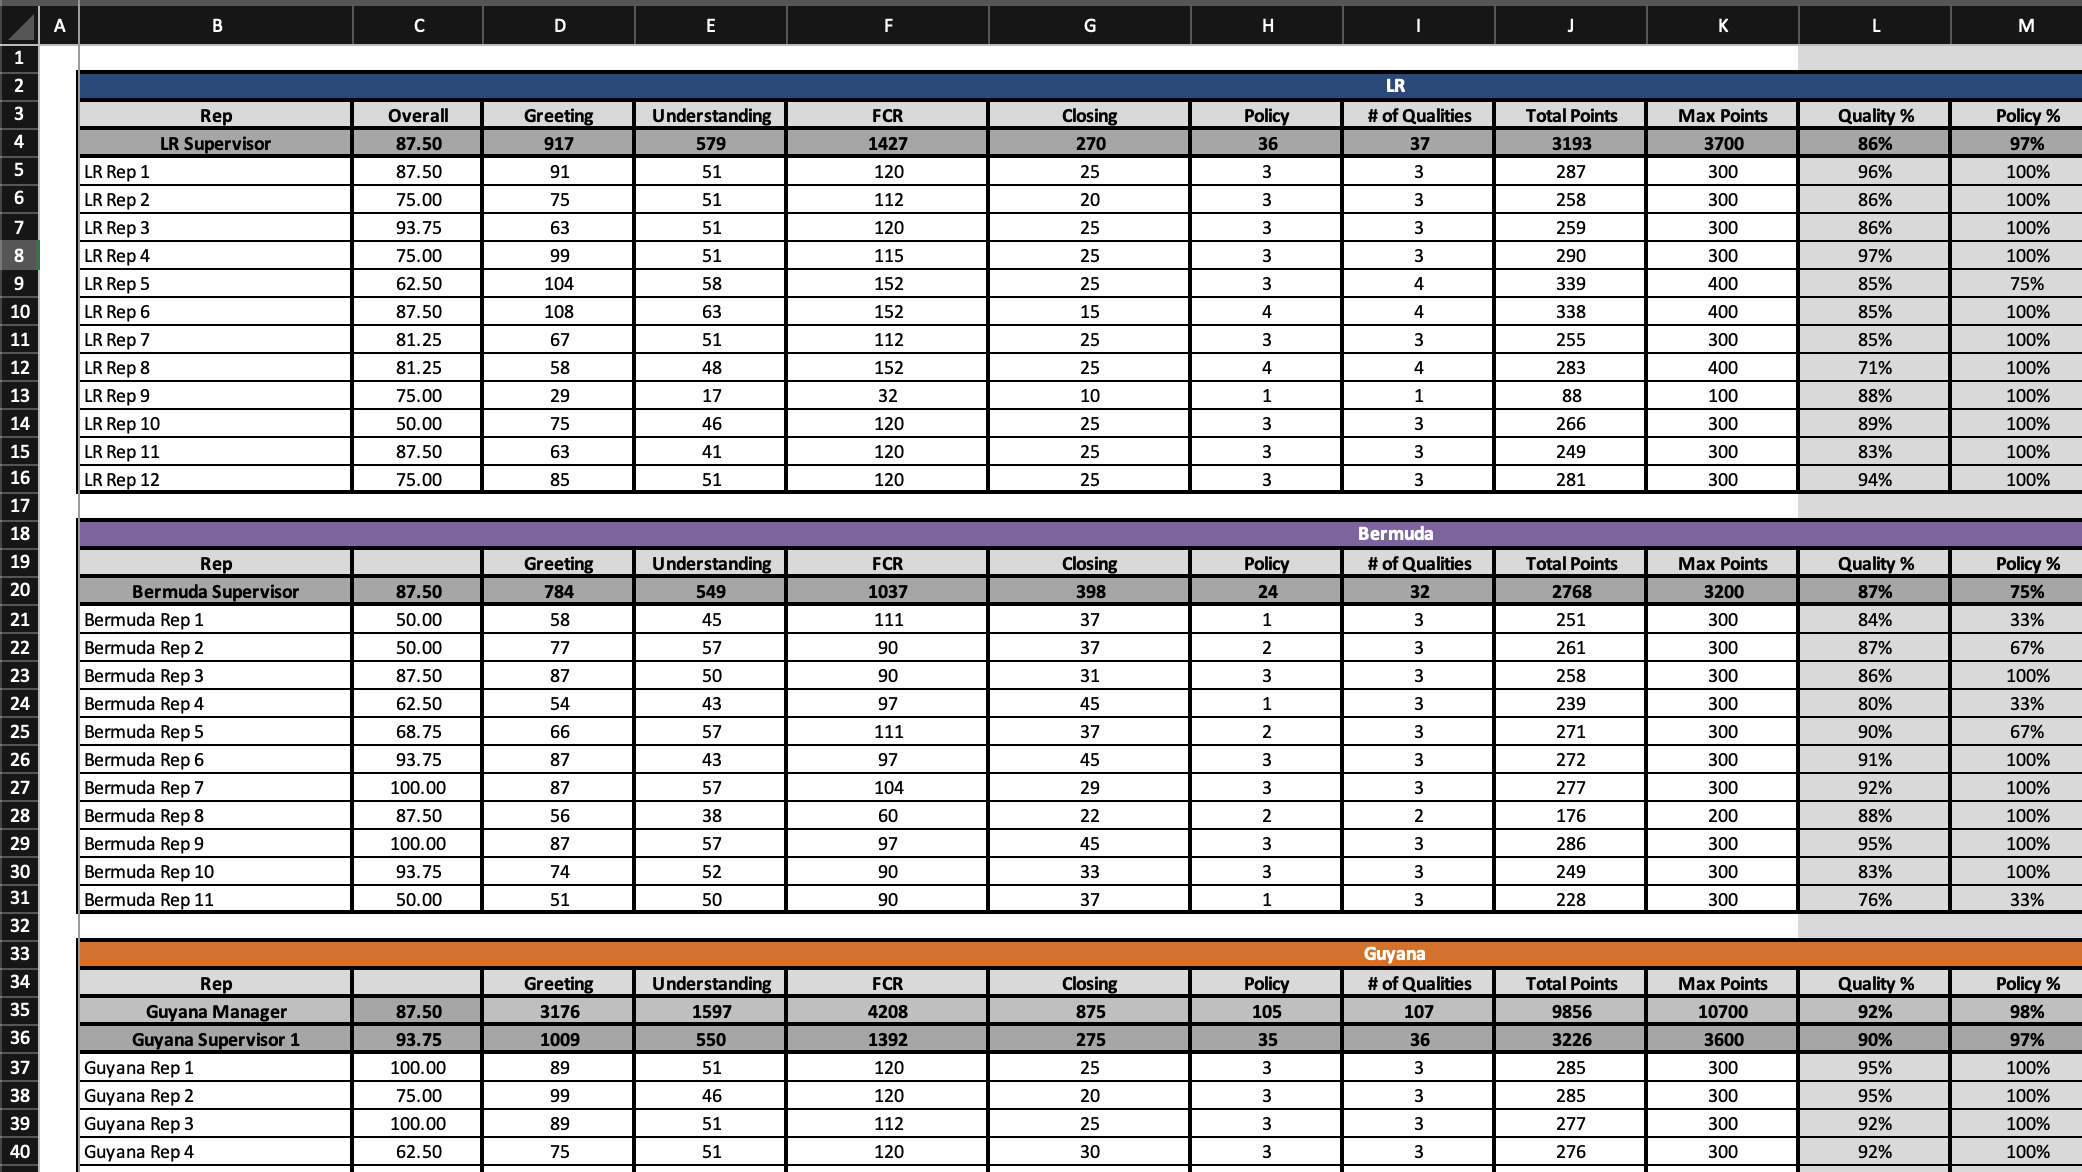 A B C D E F G H I J K L M
1
2 LR
3 Rep Overall Greeting Understanding FCR Closing Policy # of Qualities Total Points Max Points Quality % Policy %
4 LR Supervisor 87.50 917 579 1427 270 36 37 3193 3700 86% 97%
5 LR Rep 1 87.50 91 51 120 25 3 3 287 300 96% 100%
6 LR Rep 2 75.00 75 51 112 20 3 3 258 300 86% 100%
7 LR Rep 3 93.75 63 51 120 25 3 3 259 300 86% 100%
8 LR Rep 4 75.00 99 51 115 25 3 3 290 300 97% 100%
9 LR Rep 5 62.50 104 58 152 25 3 4 339 400 85% 75%
10 LR Rep 6 87.50 108 63 152 15 4 4 338 400 85% 100%
11 LR Rep 7 81.25 67 51 112 25 3 3 255 300 85% 100%
12 LR Rep 8 81.25 58 48 152 25 4 4 283 400 71% 100%
13 LR Rep 9 75.00 29 17 32 10 1 1 88 100 88% 100%
14 LR Rep 10 50.00 75 46 120 25 3 3 266 300 89% 100%
15 LR Rep 11 87.50 63 41 120 25 3 3 249 300 83% 100%
16 LR Rep 12 75.00 85 51 120 25 3 3 281 300 94% 100%
17
18 Bermuda
19 Rep Greeting Understanding FCR Closing Policy # of Qualities Total Points Max Points Quality % Policy %
20 Bermuda Supervisor 87.50 784 549 1037 398 24 32 2768 3200 87% 75%
21 Bermuda Rep 1 50.00 58 45 111 37 1 3 251 300 84% 33%
22 Bermuda Rep 2 50.00 77 57 90 37 2 3 261 300 87% 67%
23 Bermuda Rep 3 87.50 87 50 90 31 3 3 258 300 86% 100%
24 Bermuda Rep 4 62.50 54 43 97 45 1 3 239 300 80% 33%
25 Bermuda Rep 5 68.75 66 57 111 37 2 3 271 300 90% 67%
26 Bermuda Rep 6 93.75 87 43 97 45 3 3 272 300 91% 100%
27 Bermuda Rep 7 100.00 87 57 104 29 3 3 277 300 92% 100%
28 Bermuda Rep 8 87.50 56 38 60 22 2 2 176 200 88% 100%
29 Bermuda Rep 9 100.00 87 57 97 45 3 3 286 300 95% 100%
30 Bermuda Rep 10 93.75 74 52 90 33 3 3 249 300 83% 100%
31 Bermuda Rep 11 50.00 51 50 90 37 1 3 228 300 76% 33%
32
33 Guyana
34 Rep Greeting Understanding FCR Closing Policy # of Qualities Total Points Max Points Quality % Policy %
35 Guyana Manager 87.50 3176 1597 4208 875 105 107 9856 10700 92% 98%
36 Guyana Supervisor 1 93.75 1009 550 1392 275 35 36 3226 3600 90% 97%
37 Guyana Rep 1 100.00 89 51 120 25 3 3 285 300 95% 100%
38 Guyana Rep 2 75.00 99 46 120 20 3 3 285 300 95% 100%
39 Guyana Rep 3 100.00 89 51 112 25 3 3 277 300 92% 100%
40 Guyana Rep 4 62.50 75 51 120 30 3 3 276 300 92% 100%